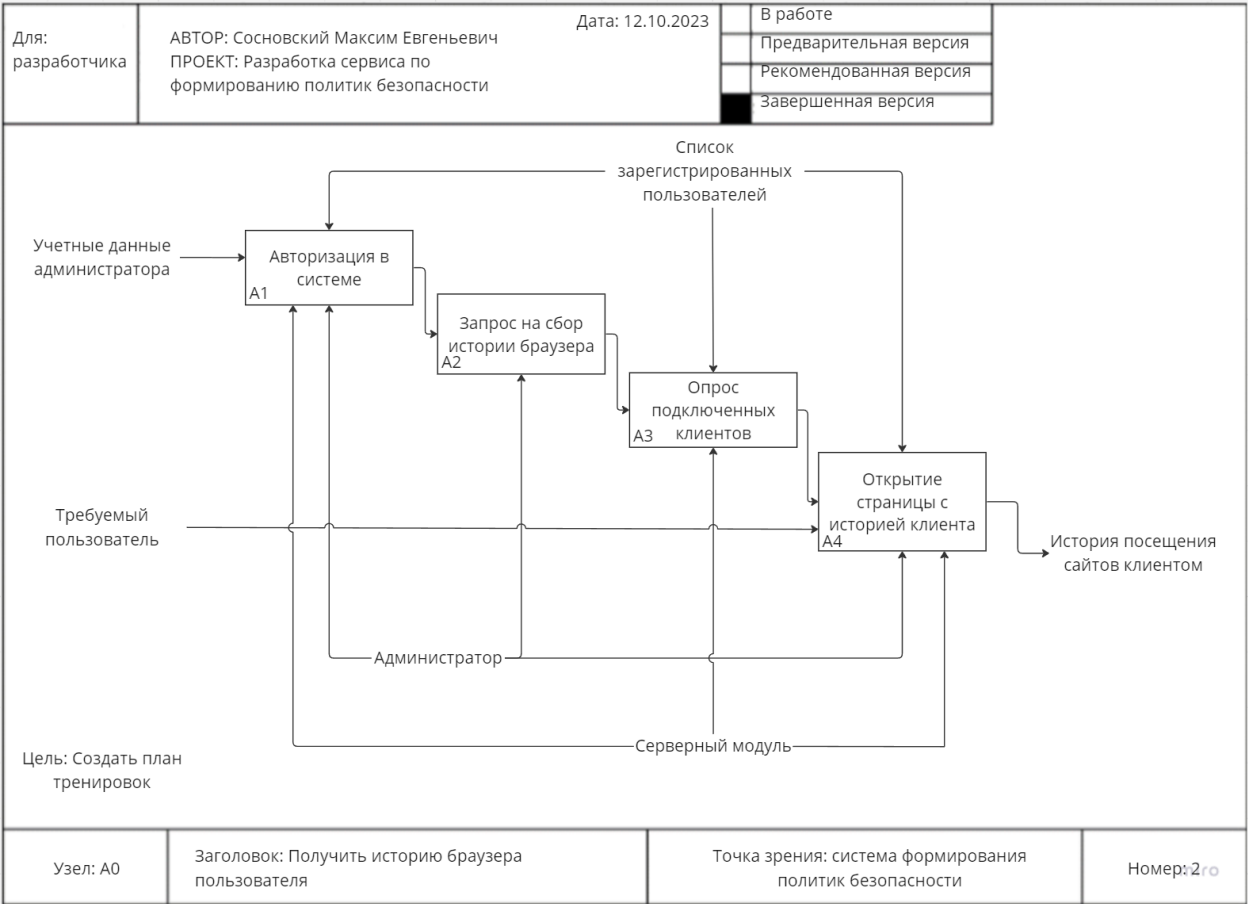 Для:
разработчика
АВТОР: Сосновский Максим Евгеньевич
ПРОЕКТ: Разработка сервиса по
формированию политик безопасности
Дата: 12.10.2023
В работе
Предварительная версия
Рекомендованная версия
Завершенная версия
Список
зарегистрированных
пользователей
Учетные данные
администратора
Авторизация в
системе
A1
Запрос на сбор
истории браузера
A2
Опрос
подключенных
клиентов
A3
Открытие
страницы с
историей клиента
A4
Требуемый
пользователь
История посещения
сайтов клиентом
Администратор
Серверный модуль
Цель: Создать план
тренировок
Узел: A0
Заголовок: Получить историю браузера
пользователя
Точка зрения: система формирования
политик безопасности
Номер: 2
miro